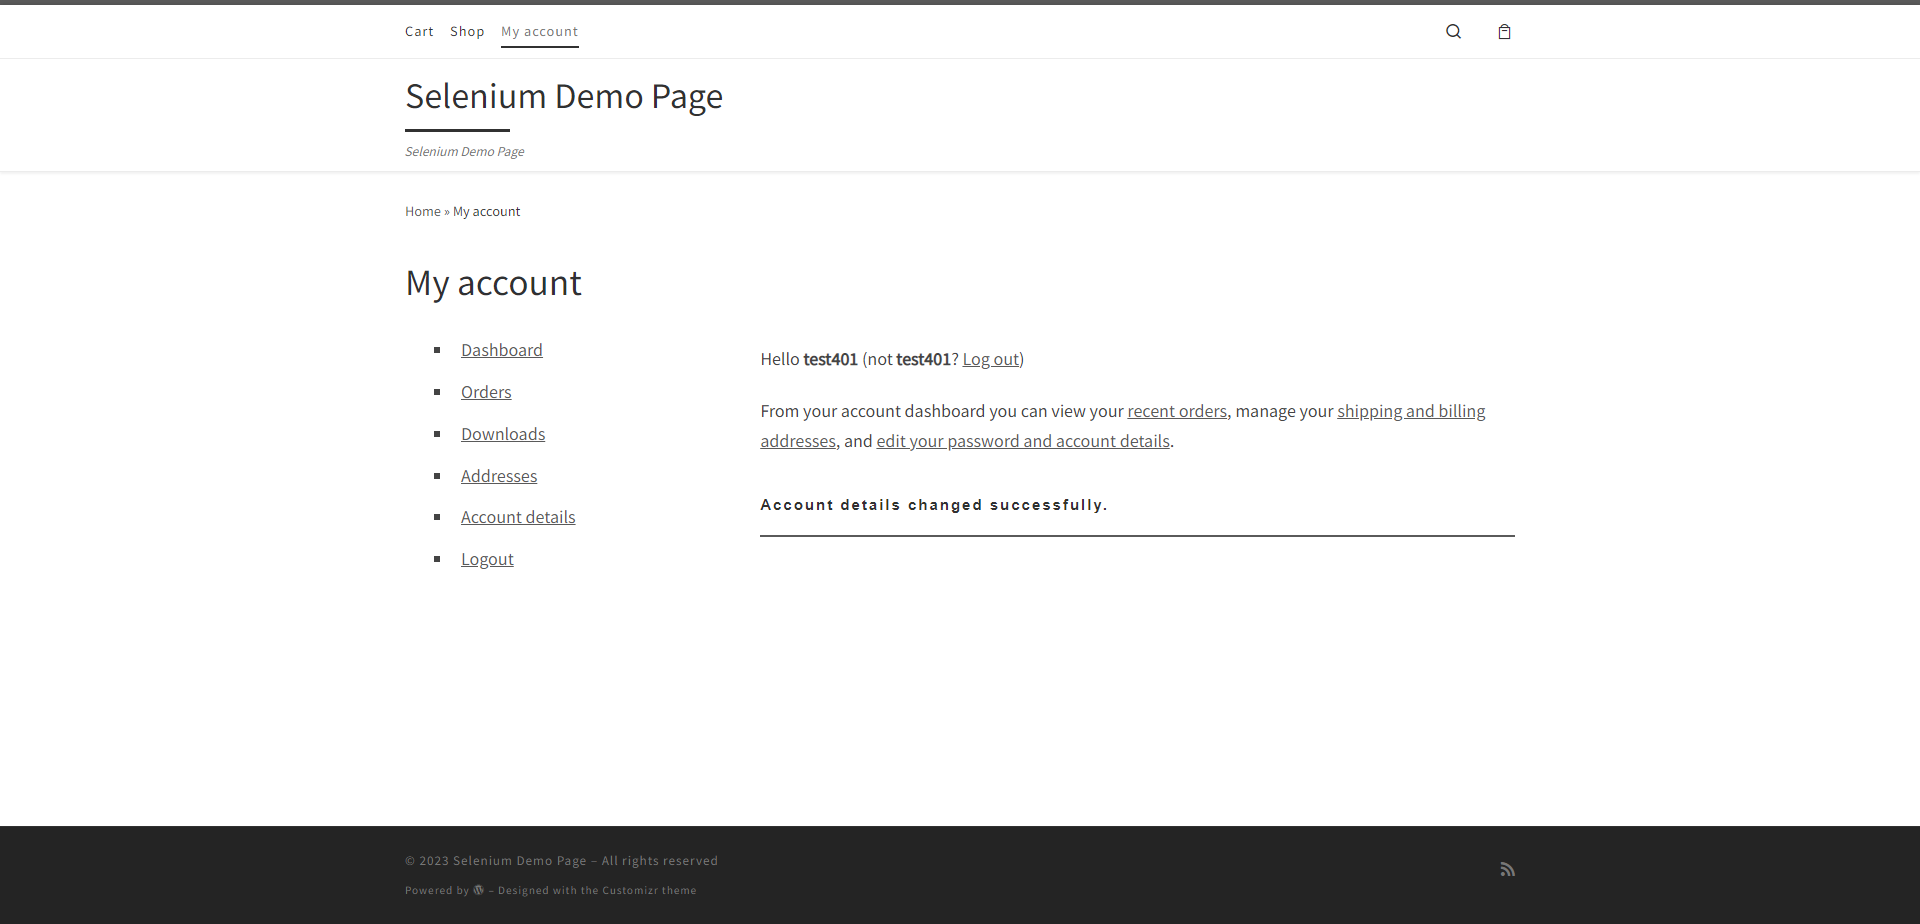 Cart Shop My account
Selenium Demo Page
Selenium Demo Page
Home » My account
My account
Dashboard
Orders
Downloads
Addresses
Account details
Logout
Hello test401 (not test401? Log out)
From your account dashboard you can view your recent orders, manage your shipping and billing
addresses, and edit your password and account details.
Account details changed successfully.
© 2023 Selenium Demo Page – All rights reserved
Powered by – Designed with the Customizr theme